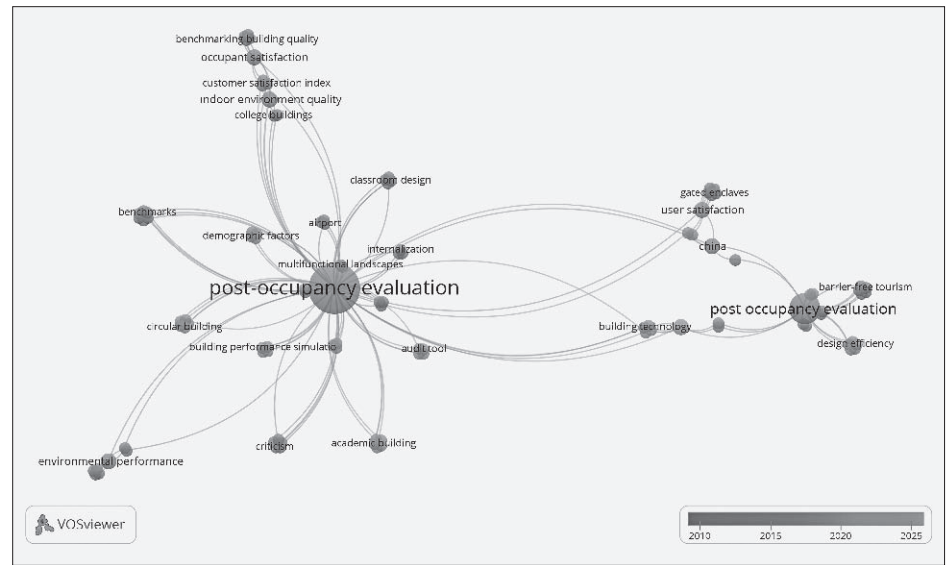 benchmarking building quality
occupant satisfaction
customer satisfaction index
indoor environment quality
college buildings
classroom design
gated enclaves
benchmarks
user satisfaction
airport
demographic factors
internalization
china
multifunctional landscapes
post-occupancy evaluation
barrier-free tourism
post occupancy evaluation
circular building
building technology
building performance simulatio
audit tool
design efficiency
criticism
academic building
environmental performance
VOSviewer
2010 2015 2020 2025